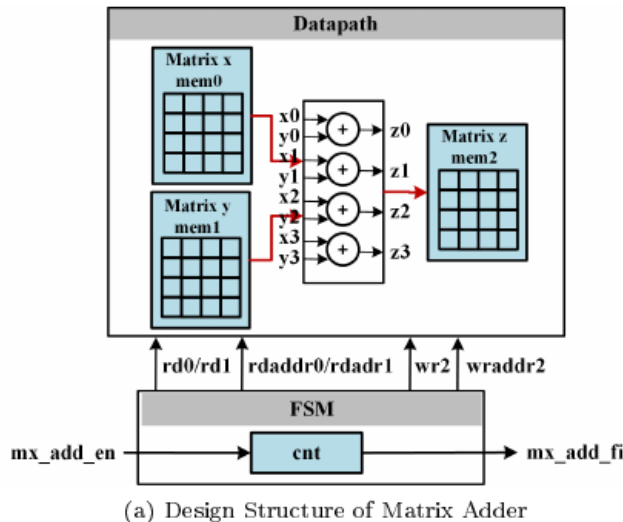 Datapath
Matrix x
mem0
Matrix y
mem1
x0
y0
x1
y1
x2
y2
x3
y3
+
+
+
+
z0
z1
z2
z3
Matrix z
mem2
rd0/rd1
rdaddr0/rdadr1
wr2
wraddr2
FSM
mx_add_en
cnt
mx_add_fi
(a) Design Structure of Matrix Adder